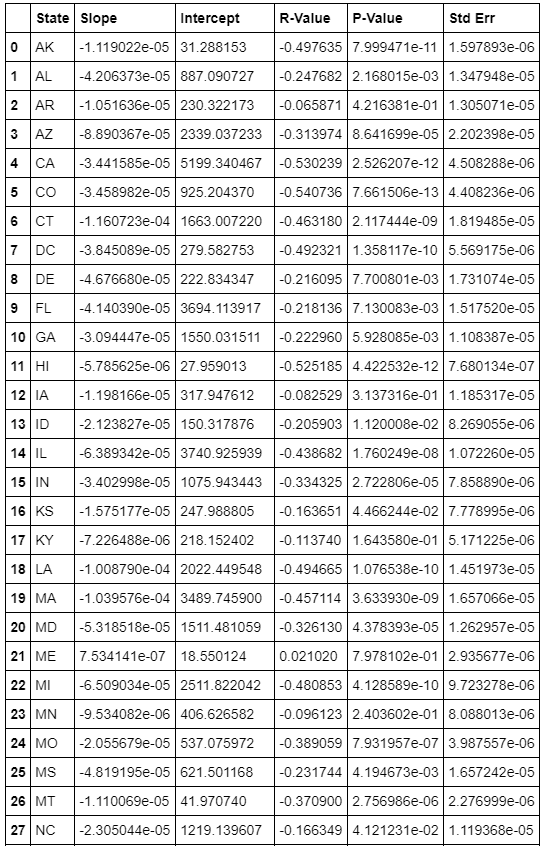 State Slope Intercept R-Value P-Value Std Err
0 AK -1.119022e-05 31.288153 -0.497635 7.999471e-11 1.597893e-06
1 AL -4.206373e-05 887.090727 -0.247682 2.168015e-03 1.347948e-05
2 AR -1.051636e-05 230.322173 -0.065871 4.216381e-01 1.305071e-05
3 AZ -8.890367e-05 2339.037233 -0.313974 8.641699e-05 2.202398e-05
4 CA -3.441585e-05 5199.340467 -0.530239 2.526207e-12 4.508288e-06
5 CO -3.458982e-05 925.204370 -0.540736 7.661506e-13 4.408236e-06
6 CT -1.160723e-04 1663.007220 -0.463180 2.117444e-09 1.819485e-05
7 DC -3.845089e-05 279.582753 -0.492321 1.358117e-10 5.569175e-06
8 DE -4.676680e-05 222.834347 -0.216095 7.700801e-03 1.731074e-05
9 FL -4.140390e-05 3694.113917 -0.218136 7.130083e-03 1.517520e-05
10 GA -3.094447e-05 1550.031511 -0.222960 5.928085e-03 1.108387e-05
11 HI -5.785625e-06 27.959013 -0.525185 4.422532e-12 7.680134e-07
12 IA -1.198166e-05 317.947612 -0.082529 3.137316e-01 1.185317e-05
13 ID -2.123827e-05 150.317876 -0.205903 1.120008e-02 8.269055e-06
14 IL -6.389342e-05 3740.925939 -0.438682 1.760249e-08 1.072260e-05
15 IN -3.402998e-05 1075.943443 -0.334325 2.722806e-05 7.858890e-06
16 KS -1.575177e-05 247.988805 -0.163651 4.466244e-02 7.778995e-06
17 KY -7.226488e-06 218.152402 -0.113740 1.643580e-01 5.171225e-06
18 LA -1.008790e-04 2022.449548 -0.494665 1.076538e-10 1.451973e-05
19 MA -1.039576e-04 3489.745900 -0.457114 3.633930e-09 1.657066e-05
20 MD -5.318518e-05 1511.481059 -0.326130 4.378393e-05 1.262957e-05
21 ME 7.534141e-07 18.550124 0.021020 7.978102e-01 2.935677e-06
22 MI -6.509034e-05 2511.822042 -0.480853 4.128589e-10 9.723278e-06
23 MN -9.534082e-06 406.626582 -0.096123 2.403602e-01 8.088013e-06
24 MO -2.055679e-05 537.075972 -0.389059 7.931957e-07 3.987557e-06
25 MS -4.819195e-05 621.501168 -0.231744 4.194673e-03 1.657242e-05
26 MT -1.110069e-05 41.970740 -0.370900 2.756986e-06 2.276999e-06
27 NC -2.305044e-05 1219.139607 -0.166349 4.121231e-02 1.119368e-05